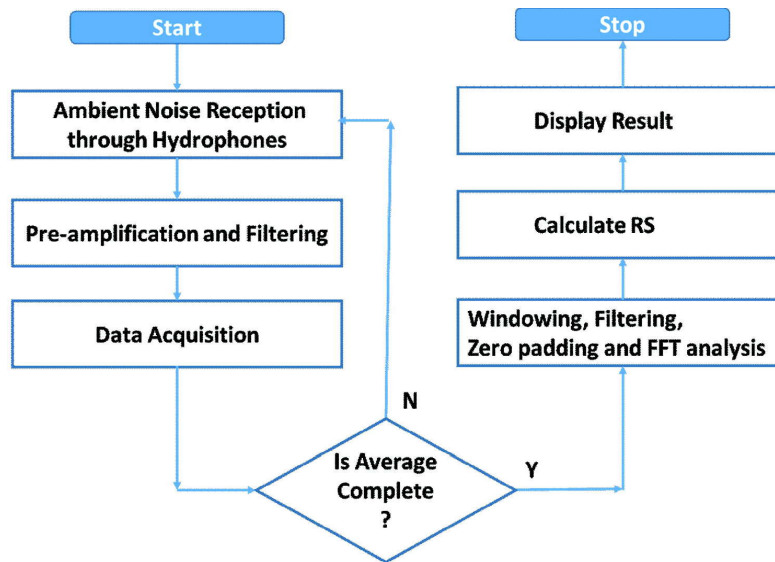 Start
Ambient Noise Reception
through Hydrophones
Pre-amplification and Filtering
Data Acquisition
Is Average
Complete
?
N
Y
Windowing, Filtering,
Zero padding and FFT analysis
Calculate RS
Display Result
Stop